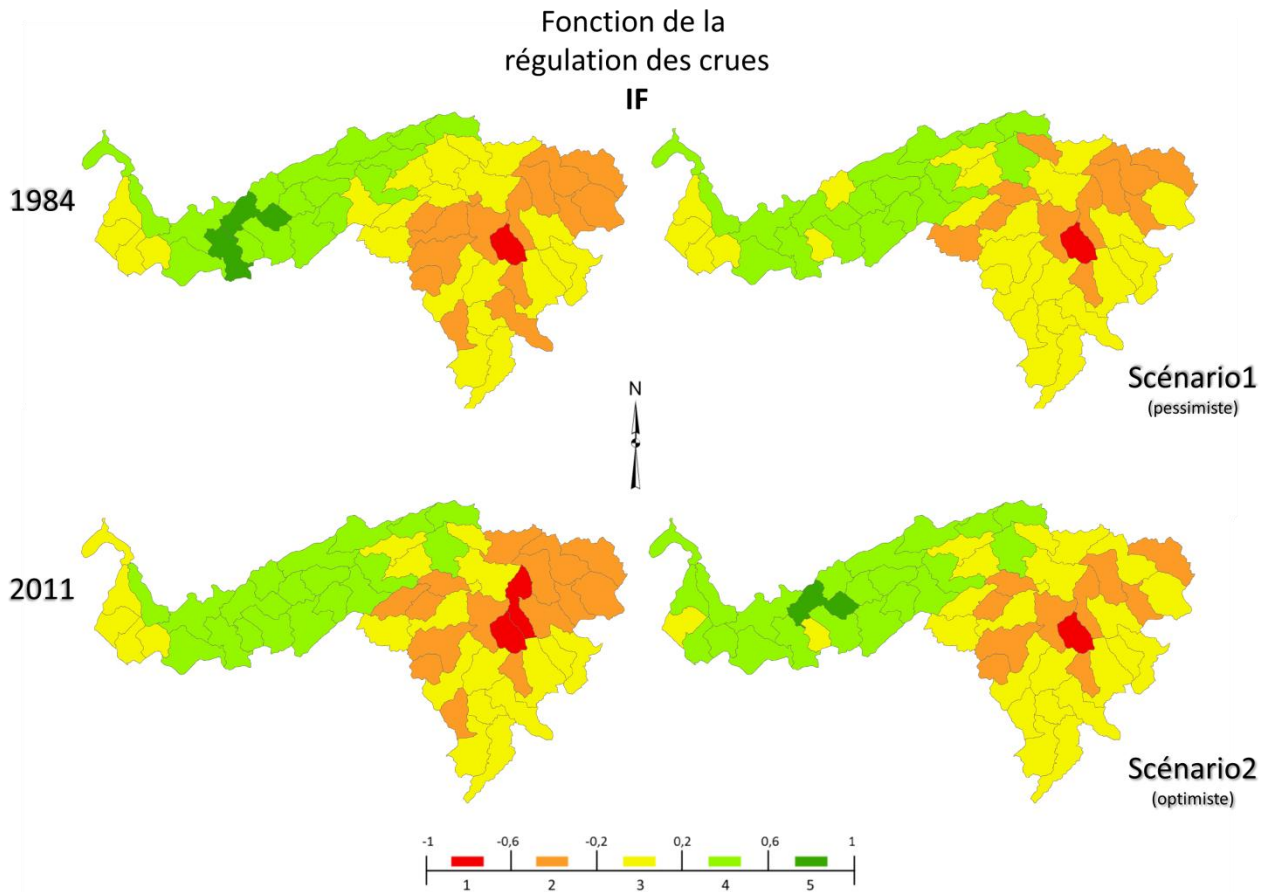 Fonction de la
régulation des crues
IF
1984
Scénario1
(pessimiste)
N
2011
Scénario2
(optimiste)
-1 -0,6 -0,2 0,2 0,6 1
1 2 3 4 5